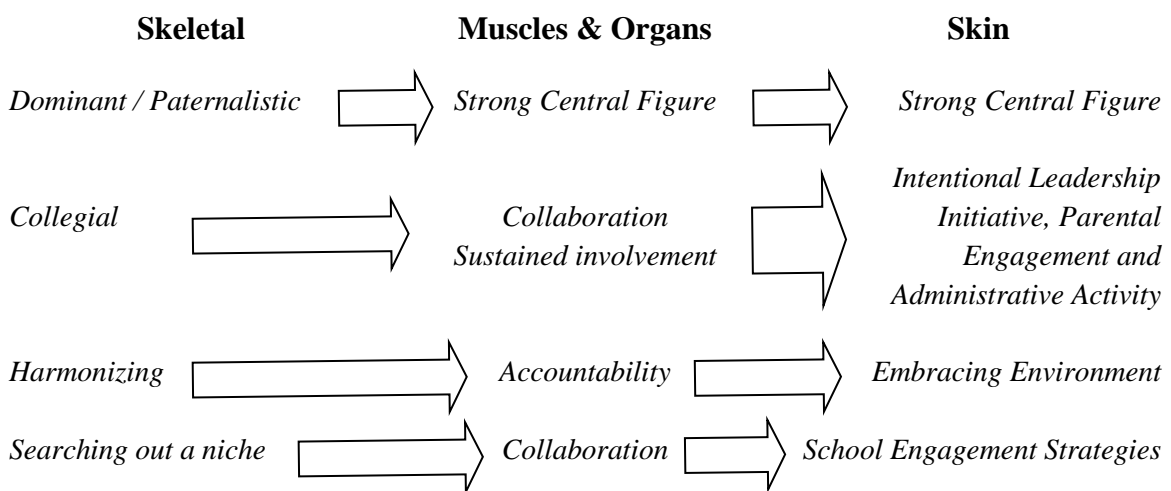 Skeletal Muscles & Organs Skin
Dominant / Paternalistic Strong Central Figure Strong Central Figure
Collegial
Collaboration
Sustained involvement
Intentional Leadership
Initiative, Parental
Engagement and
Administrative Activity
Harmonizing Accountability Embracing Environment
Searching out a niche Collaboration School Engagement Strategies